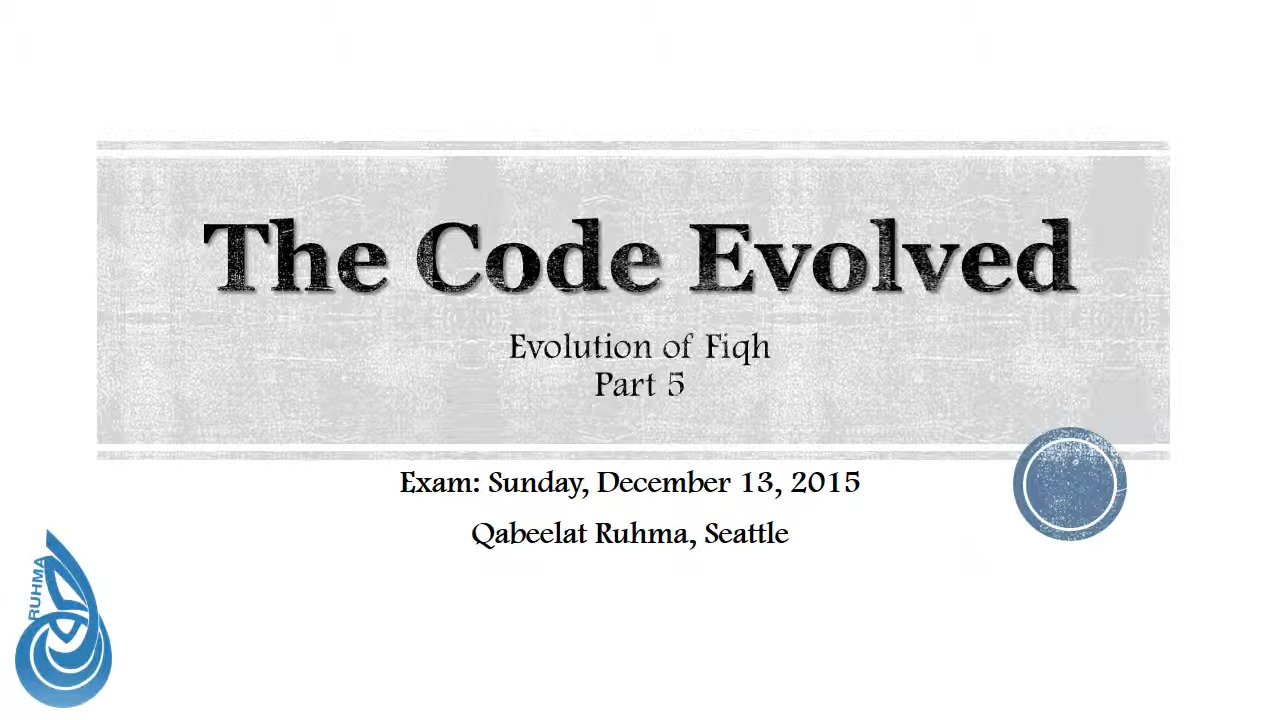 The Code Evolved
Evolution of Fiqh
Part 5
Exam: Sunday, December 13, 2015
Qabeelat Ruhma, Seattle
RUHMA